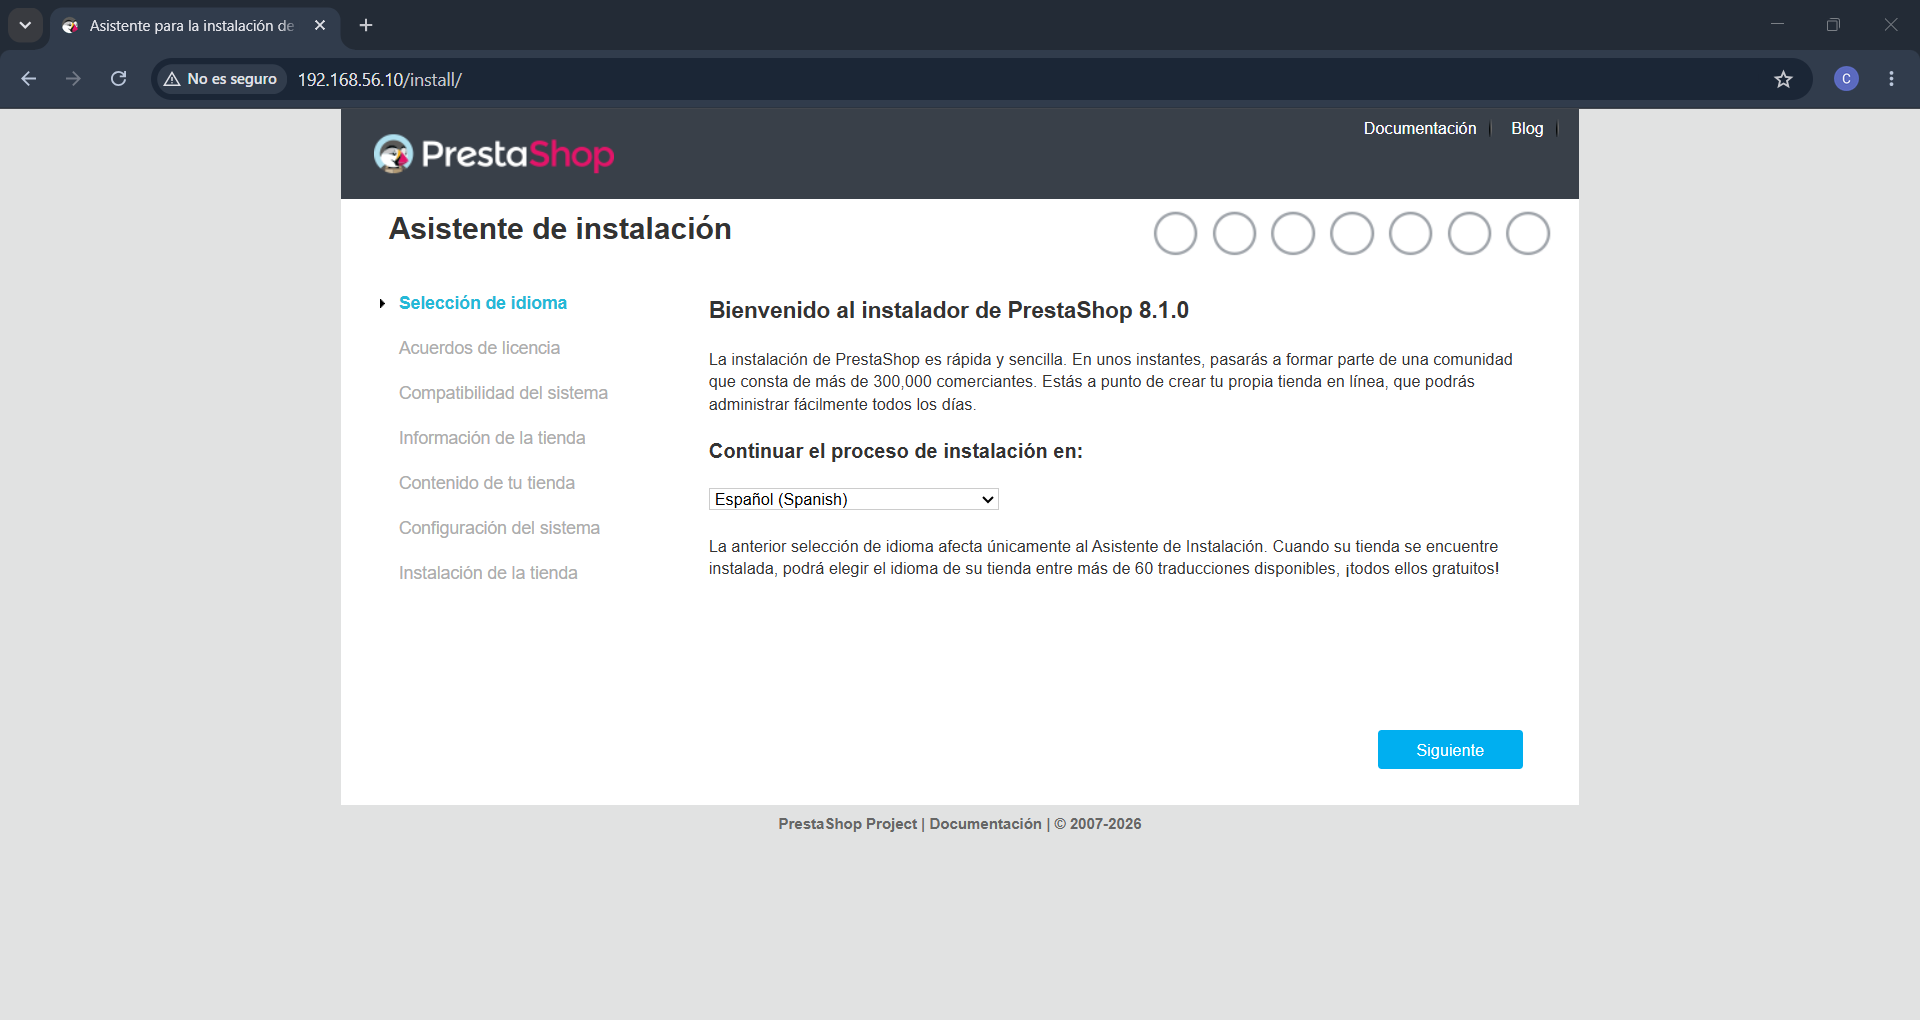 Asistente para la instalación de
No es seguro
192.168.56.10/install/
C
Documentación
Blog
PrestaShop
Asistente de instalación
Selección de idioma
Acuerdos de licencia
Compatibilidad del sistema
Información de la tienda
Contenido de tu tienda
Configuración del sistema
Instalación de la tienda
Bienvenido al instalador de PrestaShop 8.1.0
La instalación de PrestaShop es rápida y sencilla. En unos instantes, pasarás a formar parte de una comunidad
que consta de más de 300,000 comerciantes. Estás a punto de crear tu propia tienda en línea, que podrás
administrar fácilmente todos los días.
Continuar el proceso de instalación en:
Español (Spanish)
La anterior selección de idioma afecta únicamente al Asistente de Instalación. Cuando su tienda se encuentre
instalada, podrá elegir el idioma de su tienda entre más de 60 traducciones disponibles, ¡todos ellos gratuitos!
Siguiente
PrestaShop Project | Documentación | © 2007-2026